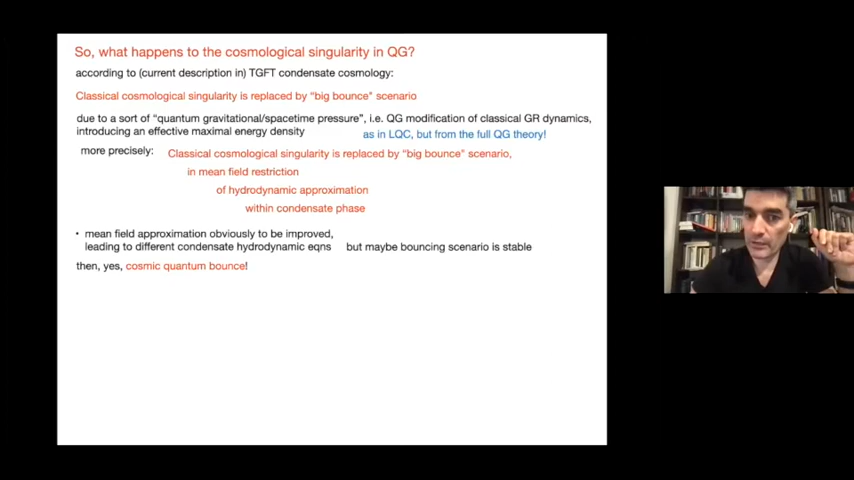 So, what happens to the cosmological singularity in QG?
according to (current description in) TGFT condensate cosmology:
Classical cosmological singularity is replaced by "big bounce" scenario
due to a sort of "quantum gravitational/spacetime pressure", i.e. QG modification of classical GR dynamics,
introducing an effective maximal energy density as in LQC, but from the full QG theory!
more precisely: Classical cosmological singularity is replaced by "big bounce" scenario,
in mean field restriction
of hydrodynamic approximation
within condensate phase
• mean field approximation obviously to be improved,
leading to different condensate hydrodynamic eqns but maybe bouncing scenario is stable
then, yes, cosmic quantum bounce!